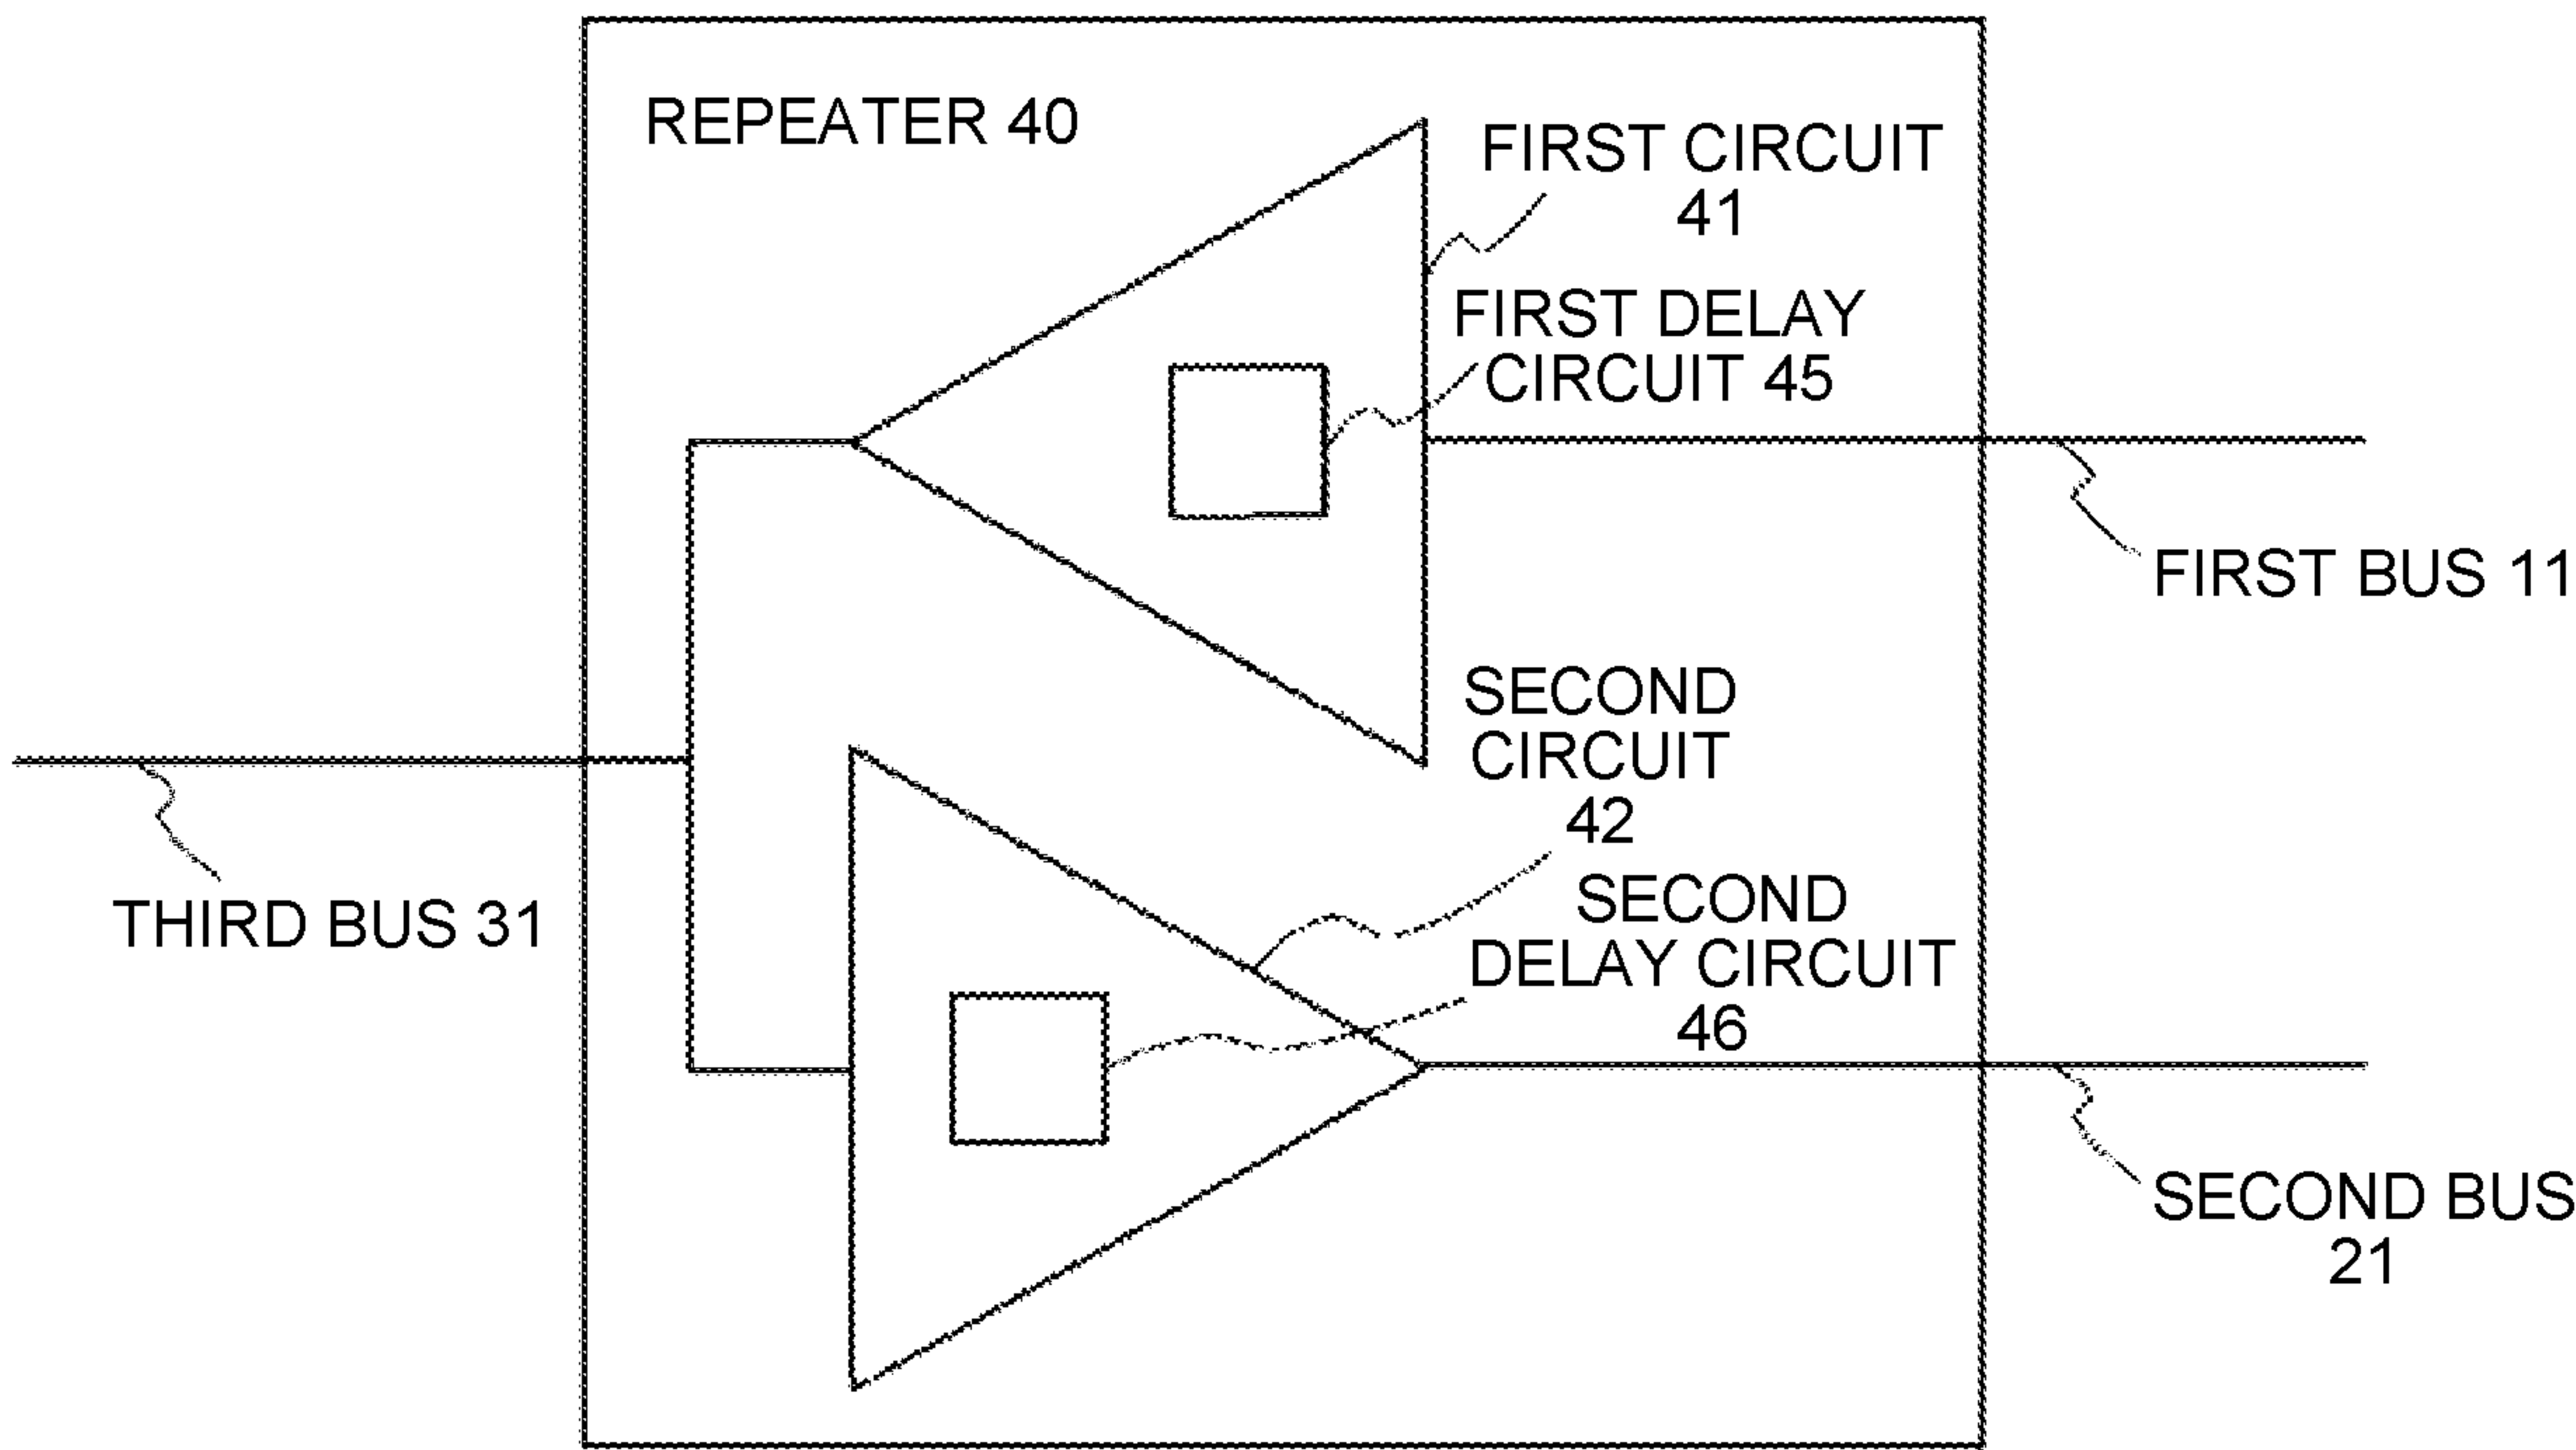 REPEATER 40
FIRST CIRCUIT
41
FIRST DELAY
CIRCUIT 45
FIRST BUS 11
SECOND
CIRCUIT
42
THIRD BUS 31
SECOND
DELAY CIRCUIT
46
SECOND BUS
21